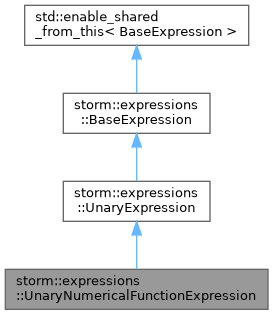 std::enable_shared
_from_this< BaseExpression >
storm::expressions
::BaseExpression
storm::expressions
::UnaryExpression
storm::expressions
::UnaryNumericalFunctionExpression